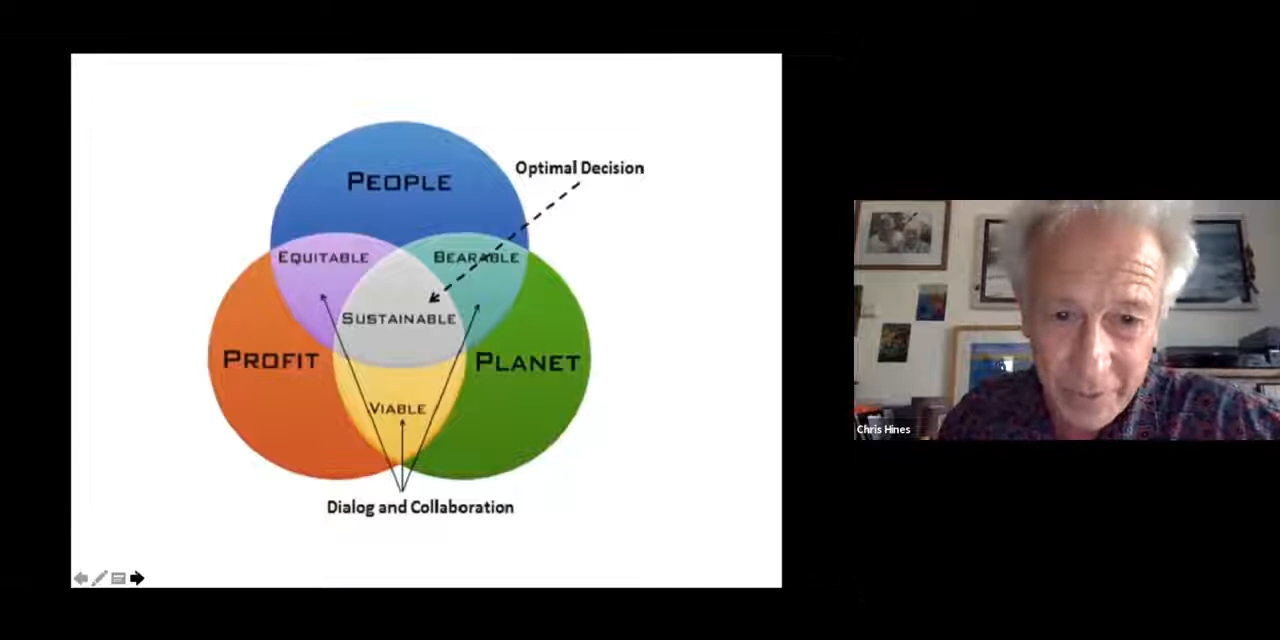 PEOPLE
Optimal Decision
EQUITABLE
BEARABLE
SUSTAINABLE
PROFIT
PLANET
VIABLE
Dialog and Collaboration
Chris Hines